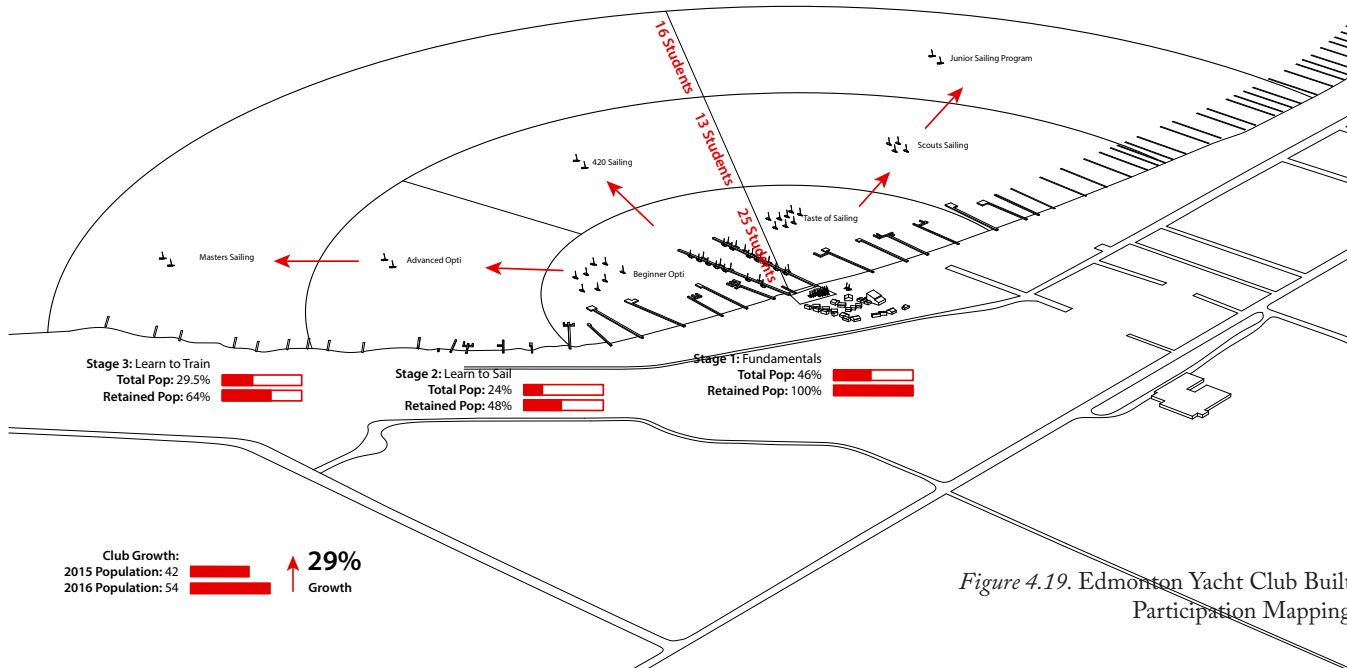 16 Students
Junior Sailing Program
13 Students
Scouts Sailing
420 Sailing
25 Students
Taste of Sailing
Masters Sailing
Advanced Opti
Beginner Opti
Stage 3: Learn to Train
Total Pop: 29.5%
Retained Pop: 64%
Stage 2: Learn to Sail
Total Pop: 24%
Retained Pop: 48%
Stage 1: Fundamentals
Total Pop: 46%
Retained Pop: 100%
Club Growth:
2015 Population: 42
2016 Population: 54
29%
Growth
Figure 4.19. Edmonton Yacht Club Built
Participation Mapping